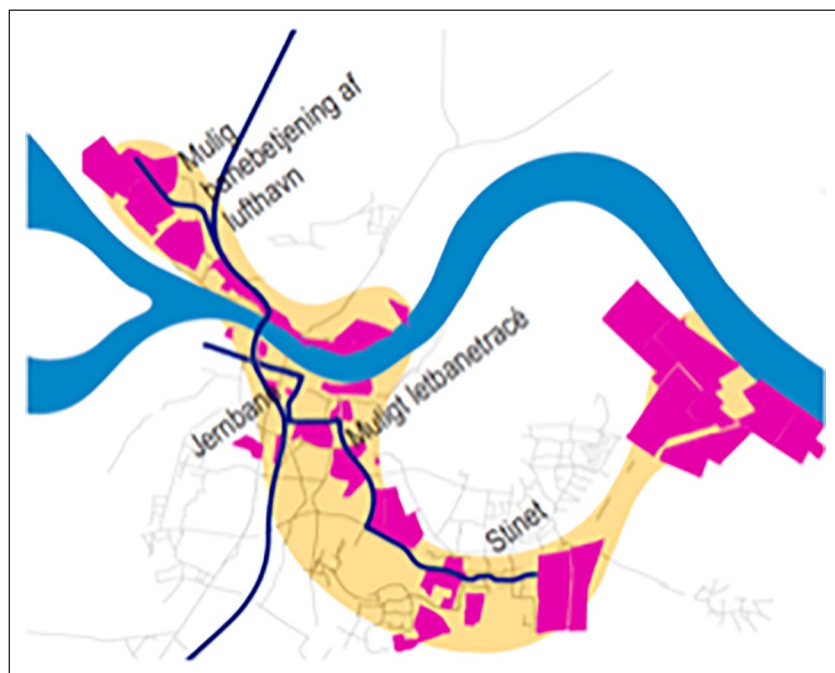 Mulig
banebetjening af
lufthavn
Jernbane
Muligt letbanetracé
Stinet